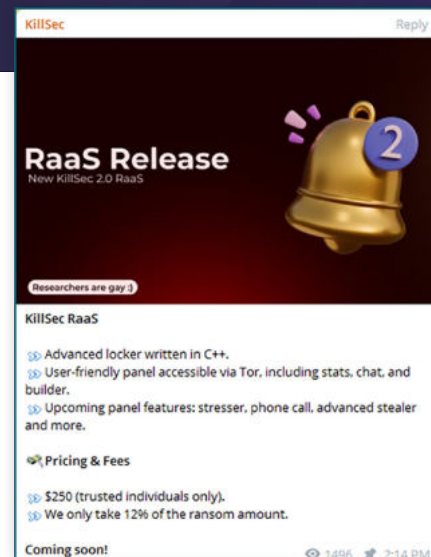 KillSec
Reply
2
RaaS Release
New KillSec 2.0 RaaS
Researchers are gay :)
KillSec RaaS
Advanced locker written in C++.
User-friendly panel accessible via Tor, including stats, chat, and
builder.
Upcoming panel features: stresser, phone call, advanced stealer
and more.
Pricing & Fees
$250 (trusted individuals only).
We only take 12% of the ransom amount.
Coming soon!
1496 2:14 PM